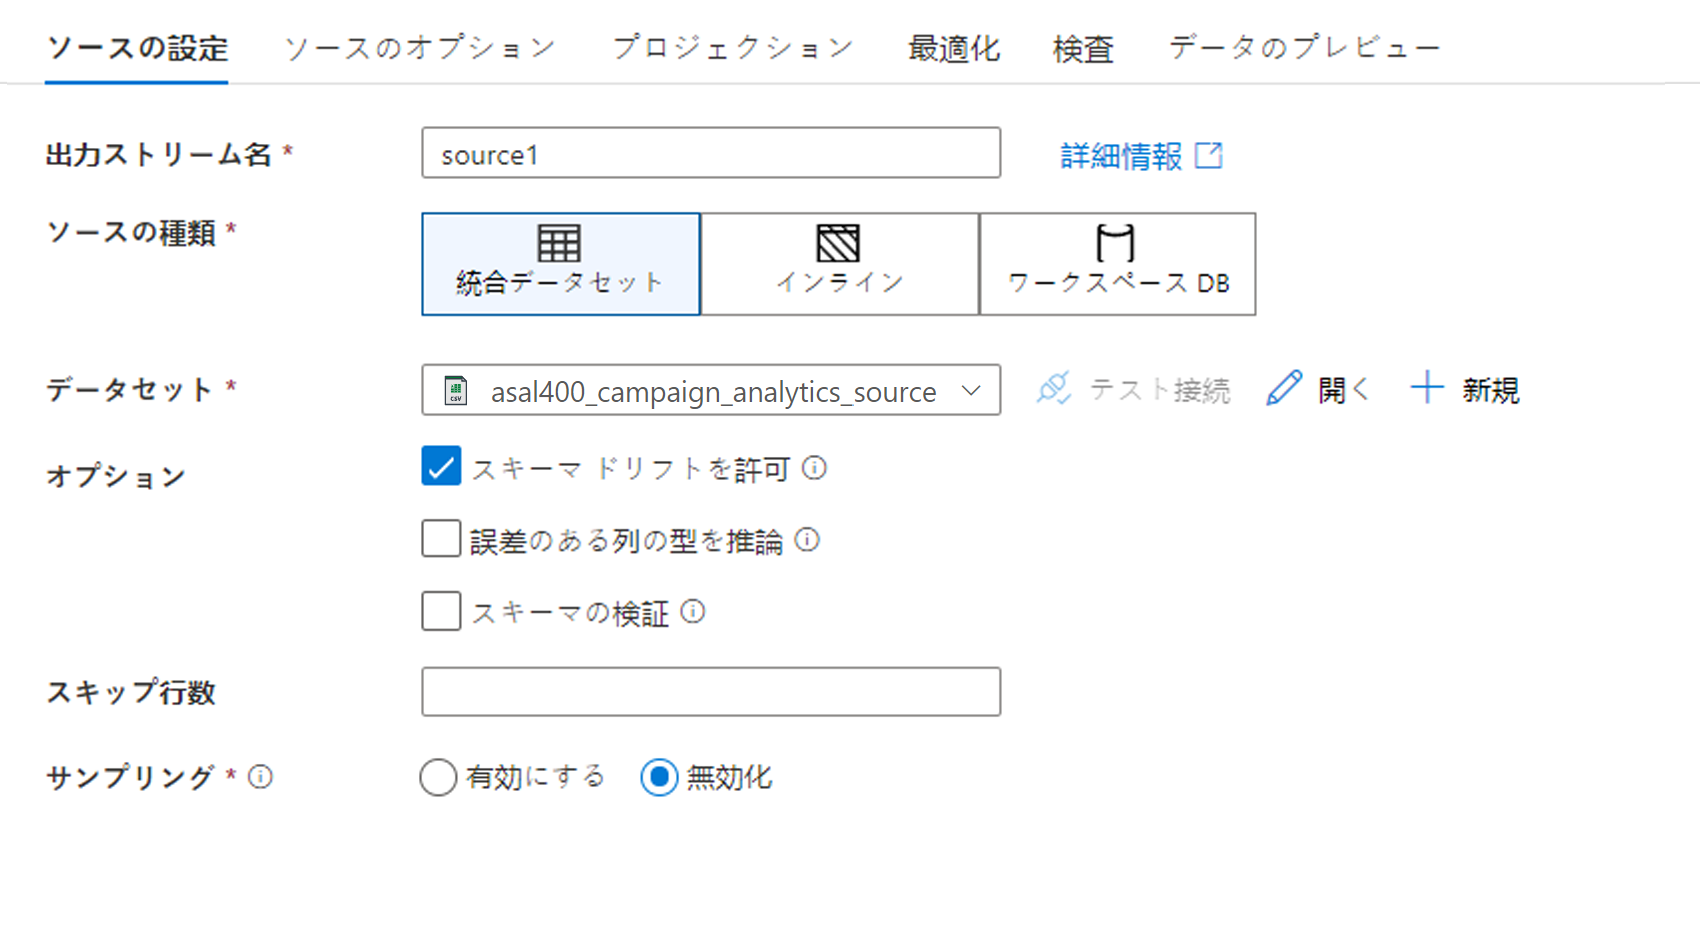 ソースの設定 ソースのオプション プロジェクション 最適化 検査 データのプレビュー
出力ストリーム名 * source1 詳細情報
ソースの種類 * 統合データセット インライン ワークスペース DB
データセット * CSV asal400_campaign_analytics_source テスト接続 開く 新規
オプション スキーマ ドリフトを許可
誤差のある列の型を推論
スキーマの検証
スキップ行数
サンプリング * 有効にする 無効化